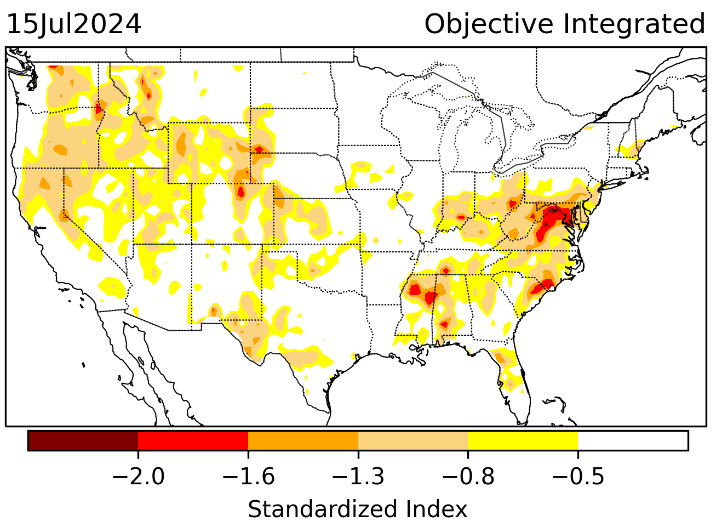 15Jul2024 Objective Integrated
−2.0 −1.6 −1.3 −0.8 −0.5
Standardized Index